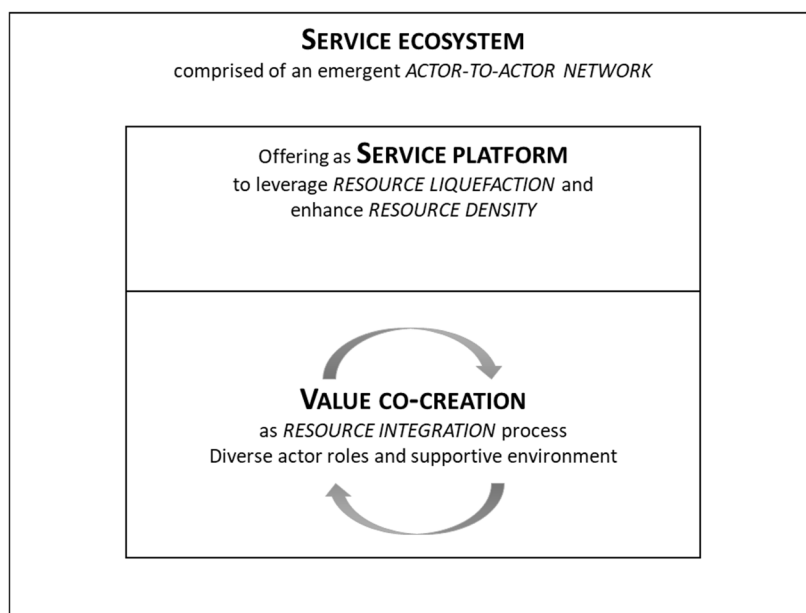 SERVICE ECOSYSTEM
comprised of an emergent ACTOR-TO-ACTOR NETWORK
Offering as SERVICE PLATFORM
to leverage RESOURCE LIQUEFACTION and
enhance RESOURCE DENSITY
VALUE CO-CREATION
as RESOURCE INTEGRATION process
Diverse actor roles and supportive environment